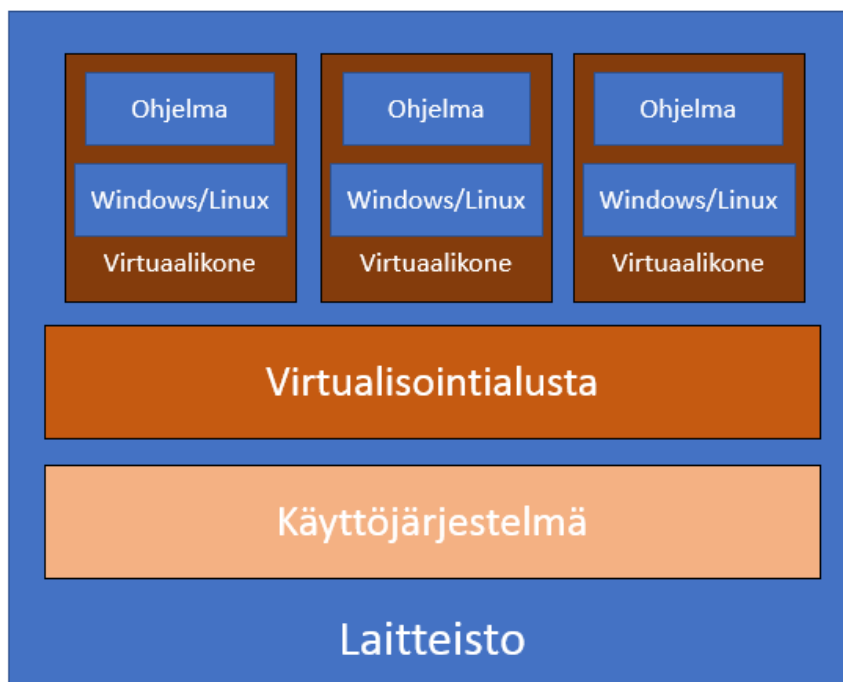 Ohjelma
Ohjelma
Ohjelma
Windows/Linux
Windows/Linux
Windows/Linux
Virtuaalikone
Virtuaalikone
Virtuaalikone
Virtualisointialusta
Käyttöjärjestelmä
Laitteisto